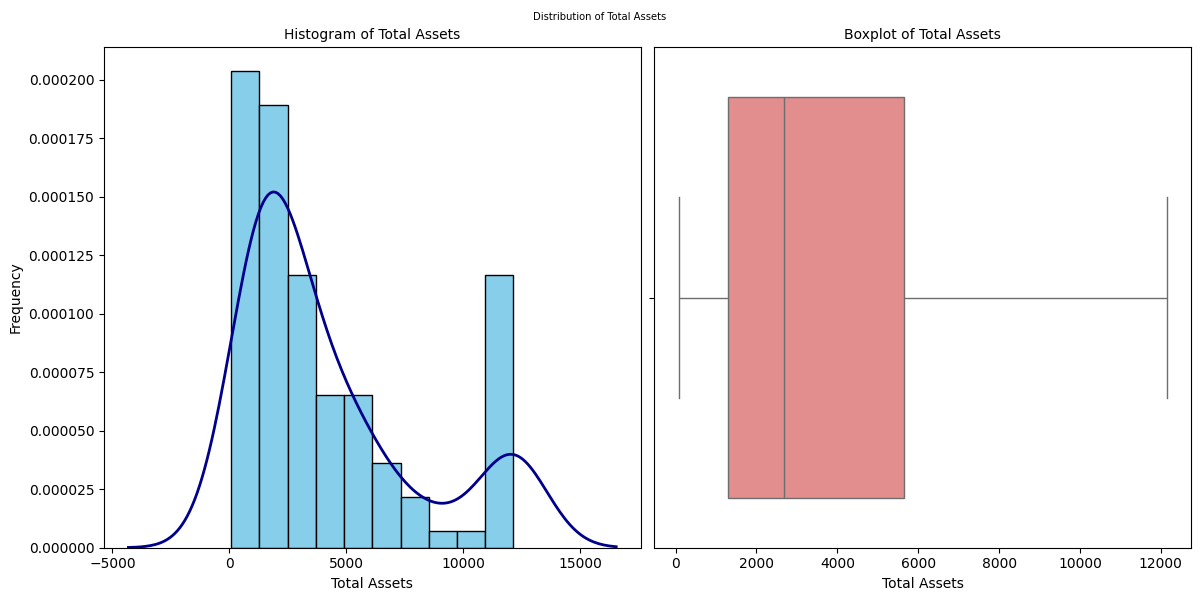 Distribution of Total Assets
Histogram of Total Assets
Frequency
0.000200
0.000175
0.000150
0.000125
0.000100
0.000075
0.000050
0.000025
0.000000
−5000 0 5000 10000 15000
Total Assets
Boxplot of Total Assets
0 2000 4000 6000 8000 10000 12000
Total Assets